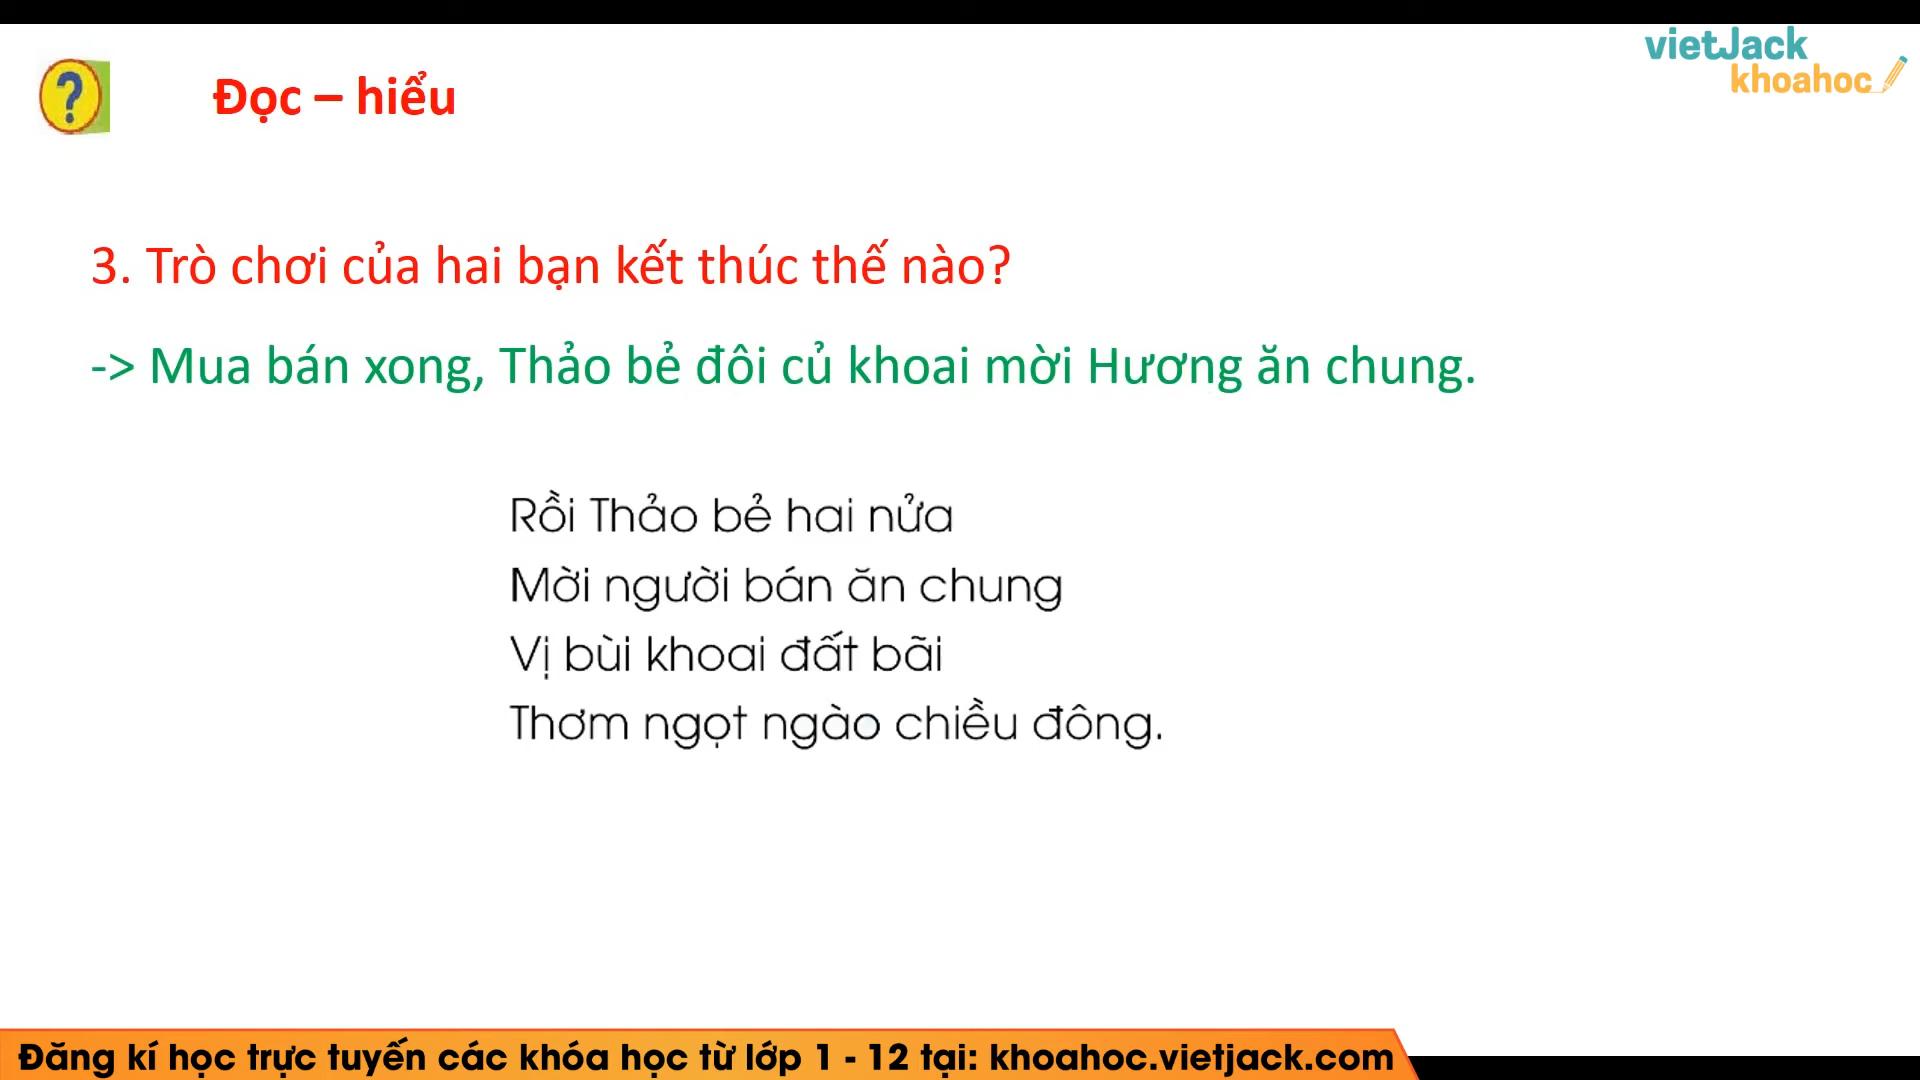 vietJack
khoahoc
?
Đọc – hiểu
3. Trò chơi của hai bạn kết thúc thế nào?
-> Mua bán xong, Thảo bẻ đôi củ khoai mời Hương ăn chung.
Rồi Thảo bẻ hai nửa
Mời người bán ăn chung
Vị bùi khoai đất bãi
Thơm ngọt ngào chiều đông.
Đăng kí học trực tuyến các khóa học từ lớp 1 - 12 tại: khoahoc.vietjack.com